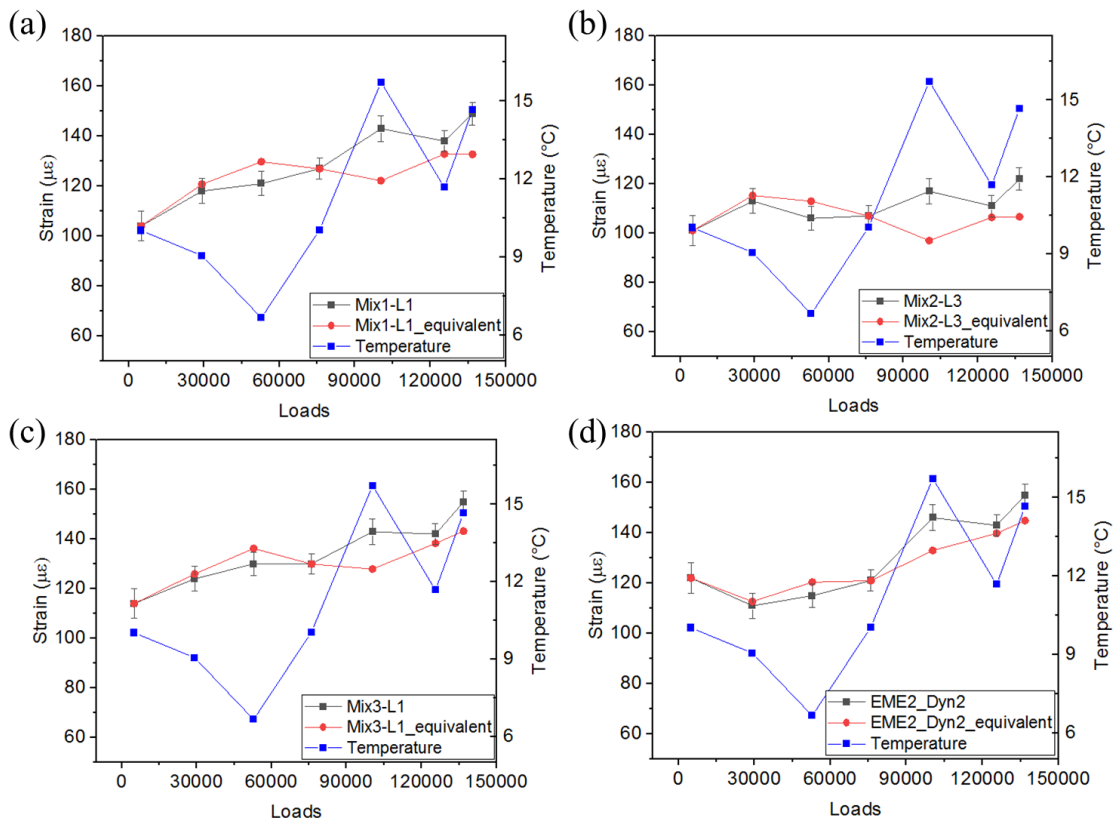 (a)
180
160
140
120
100
80
60
Strain (με)
15
12
9
6
Temperature (°C)
Mix1-L1
Mix1-L1_equivalent
Temperature
0 30000 60000 90000 120000 150000
Loads
(b)
180
160
140
120
100
80
60
Strain (με)
15
12
9
6
Temperature (°C)
Mix2-L3
Mix2-L3_equivalent
Temperature
0 30000 60000 90000 120000 150000
Loads
(c)
180
160
140
120
100
80
60
Strain (με)
15
12
9
6
Temperature (°C)
Mix3-L1
Mix3-L1_equivalent
Temperature
0 30000 60000 90000 120000 150000
Loads
(d)
180
160
140
120
100
80
60
Strain (με)
15
12
9
6
Temperature (°C)
EME2_Dyn2
EME2_Dyn2_equivalent
Temperature
0 30000 60000 90000 120000 150000
Loads